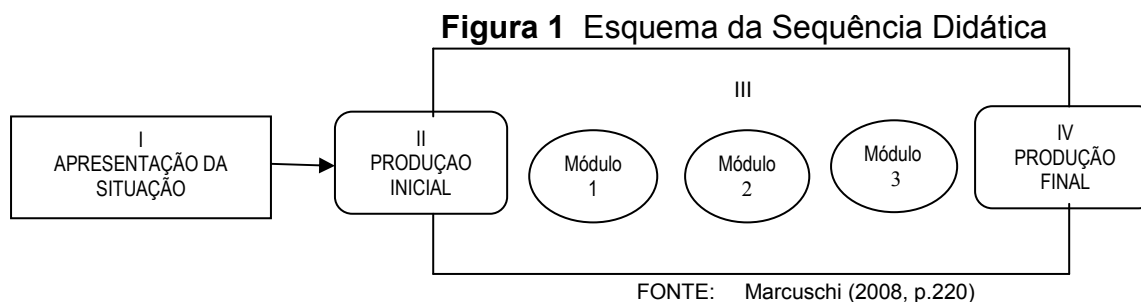 Figura 1 Esquema da Sequência Didática
III
I
APRESENTAÇÃO DA
SITUAÇÃO
II
PRODUÇAO
INICIAL
Módulo
1
Módulo
2
Módulo
3
IV
PRODUÇÃO
FINAL
FONTE: Marcuschi (2008, p.220)